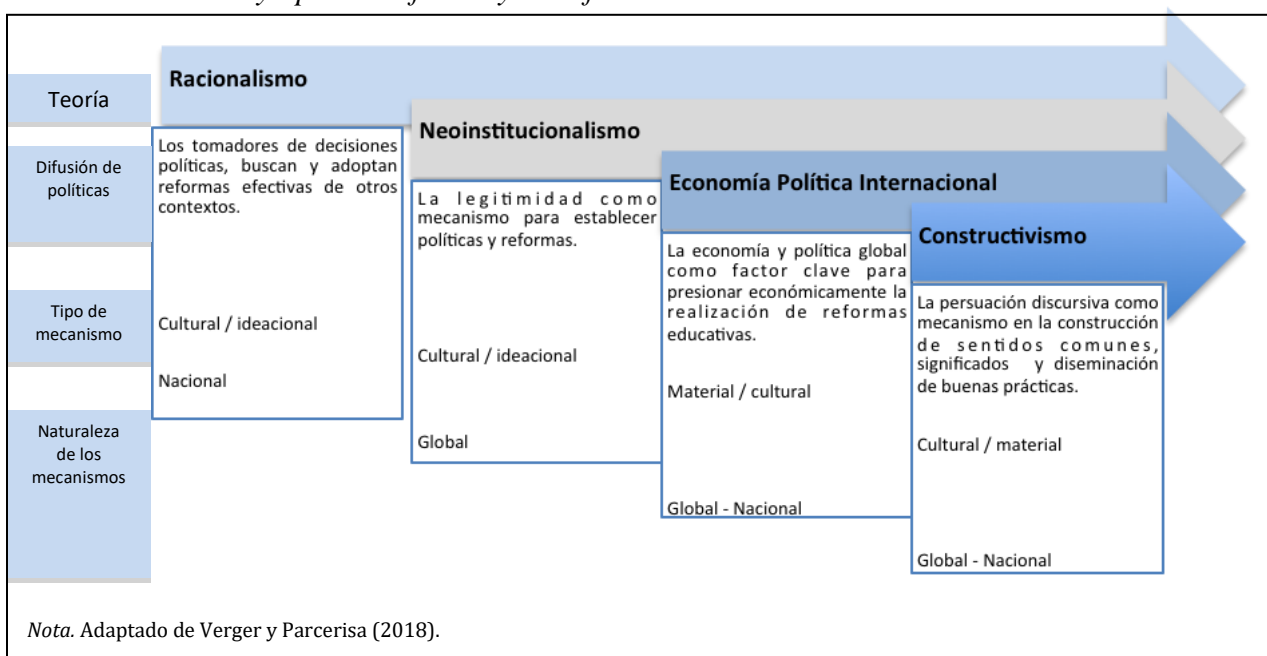 Teoría
Difusión de
políticas
Tipo de
mecanismo
Naturaleza
de los
mecanismos
Racionalismo
Los tomadores de decisiones
políticas, buscan y adoptan
reformas efectivas de otros
contextos.
Cultural / ideacional
Nacional
Neoinstitucionalismo
La legitimidad como
mecanismo para establecer
políticas y reformas.
Cultural / ideacional
Global
Economía Política Internacional
La economía y política global
como factor clave para
presionar económicamente la
realización de reformas
educativas.
Material / cultural
Global - Nacional
Constructivismo
La persuación discursiva como
mecanismo en la construcción
de sentidos comunes,
significados y diseminación
de buenas prácticas.
Cultural / material
Global - Nacional
Nota. Adaptado de Verger y Parcerisa (2018).